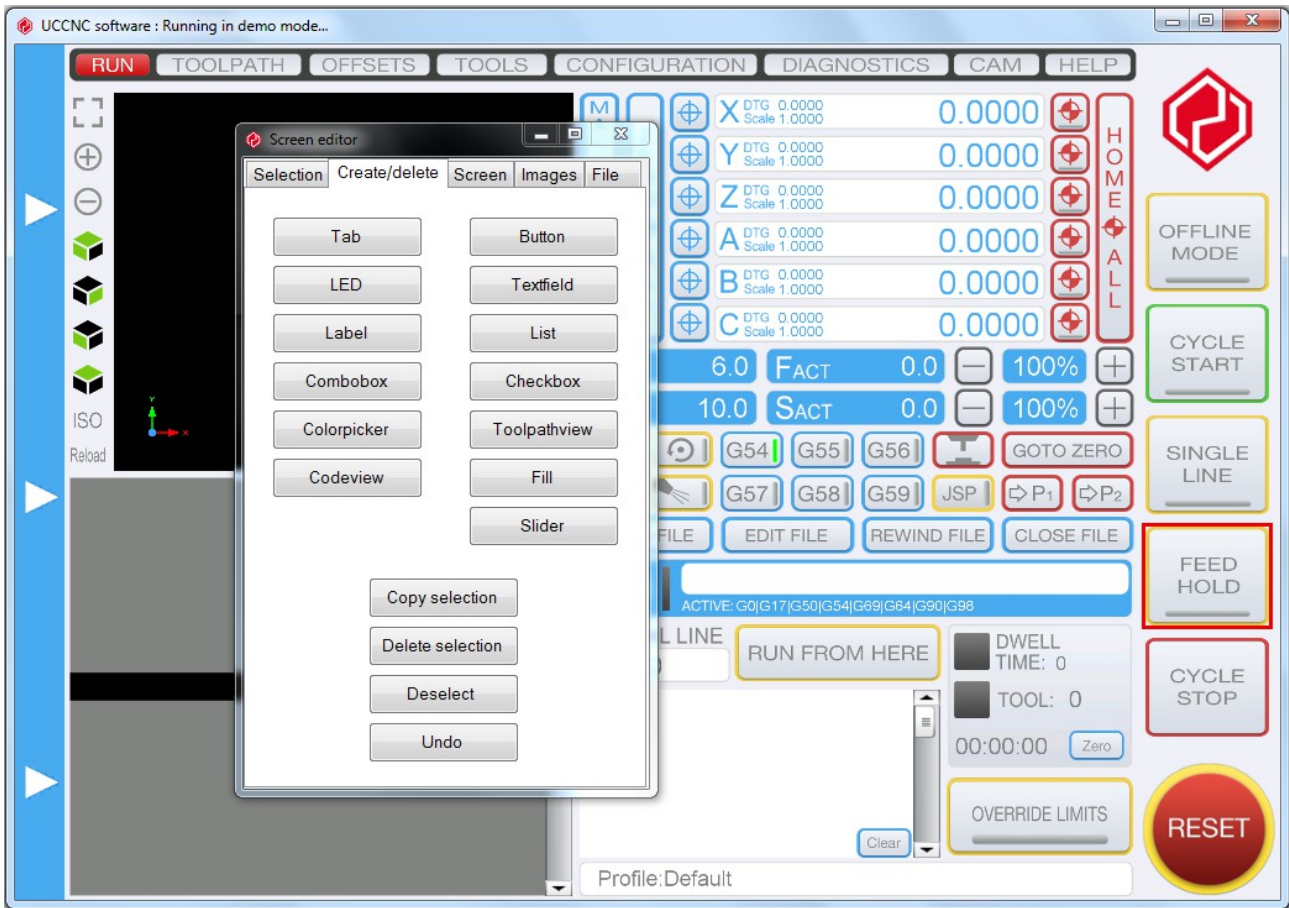 UCCNC software : Running in demo mode...
RUN TOOLPATH OFFSETS TOOLS CONFIGURATION DIAGNOSTICS CAM HELP
Screen editor
Selection Create/delete Screen Images File
Tab Button
LED Textfield
Label List
Combobox Checkbox
Colorpicker Toolpathview
Codeview Fill
Slider
Copy selection
Delete selection
Deselect
Undo
ISO
Reload
Y
X
M
X DTG 0.0000 Scale 1.0000 0.0000
Y DTG 0.0000 Scale 1.0000 0.0000
Z DTG 0.0000 Scale 1.0000 0.0000
A DTG 0.0000 Scale 1.0000 0.0000
B DTG 0.0000 Scale 1.0000 0.0000
C DTG 0.0000 Scale 1.0000 0.0000
HOME ALL
6.0 FACT 0.0 100%
10.0 SACT 0.0 100%
G54 G55 G56 GOTO ZERO
G57 G58 G59 JSP P1 P2
FILE EDIT FILE REWIND FILE CLOSE FILE
ACTIVE: G0|G17|G50|G54|G69|G64|G90|G98
L LINE RUN FROM HERE
DWELL
TIME: 0
TOOL: 0
00:00:00 Zero
OVERRIDE LIMITS
Clear
Profile:Default
OFFLINE
MODE
CYCLE
START
SINGLE
LINE
FEED
HOLD
CYCLE
STOP
RESET